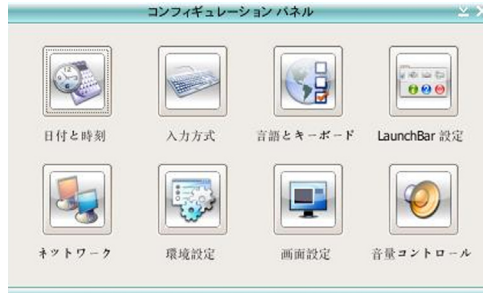 コンフィギュレーション パネル
日付と時刻 入力方式 言語とキーボード LaunchBar 設定
ネットワーク 環境設定 画面設定 音量コントロール